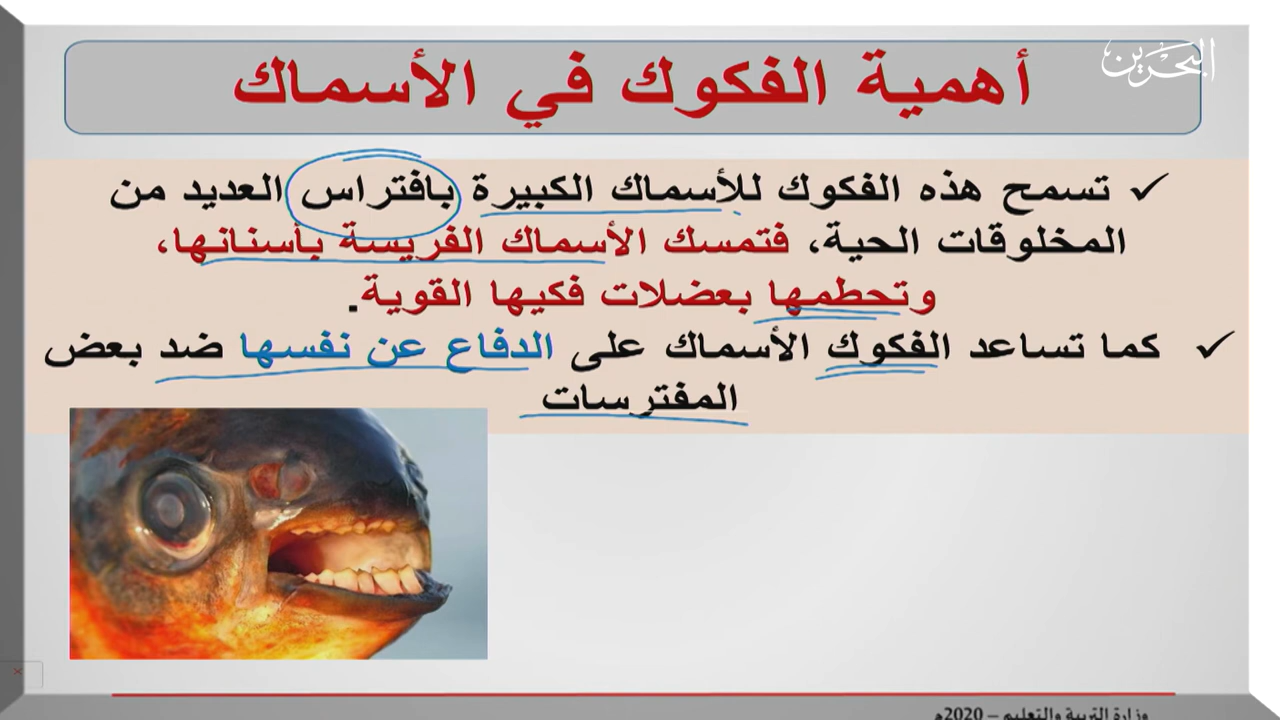 البحرين
أهمية الفكوك في الأسماك
✓ تسمح هذه الفكوك للأسماك الكبيرة بافتراس العديد من
المخلوقات الحية، فتمسك الأسماك الفريسة بأسنانها،
وتحطمها بعضلات فكيها القوية.
✓ كما تساعد الفكوك الأسماك على الدفاع عن نفسها ضد بعض
المفترسات
وزارة التربية والتعليم – 2020م